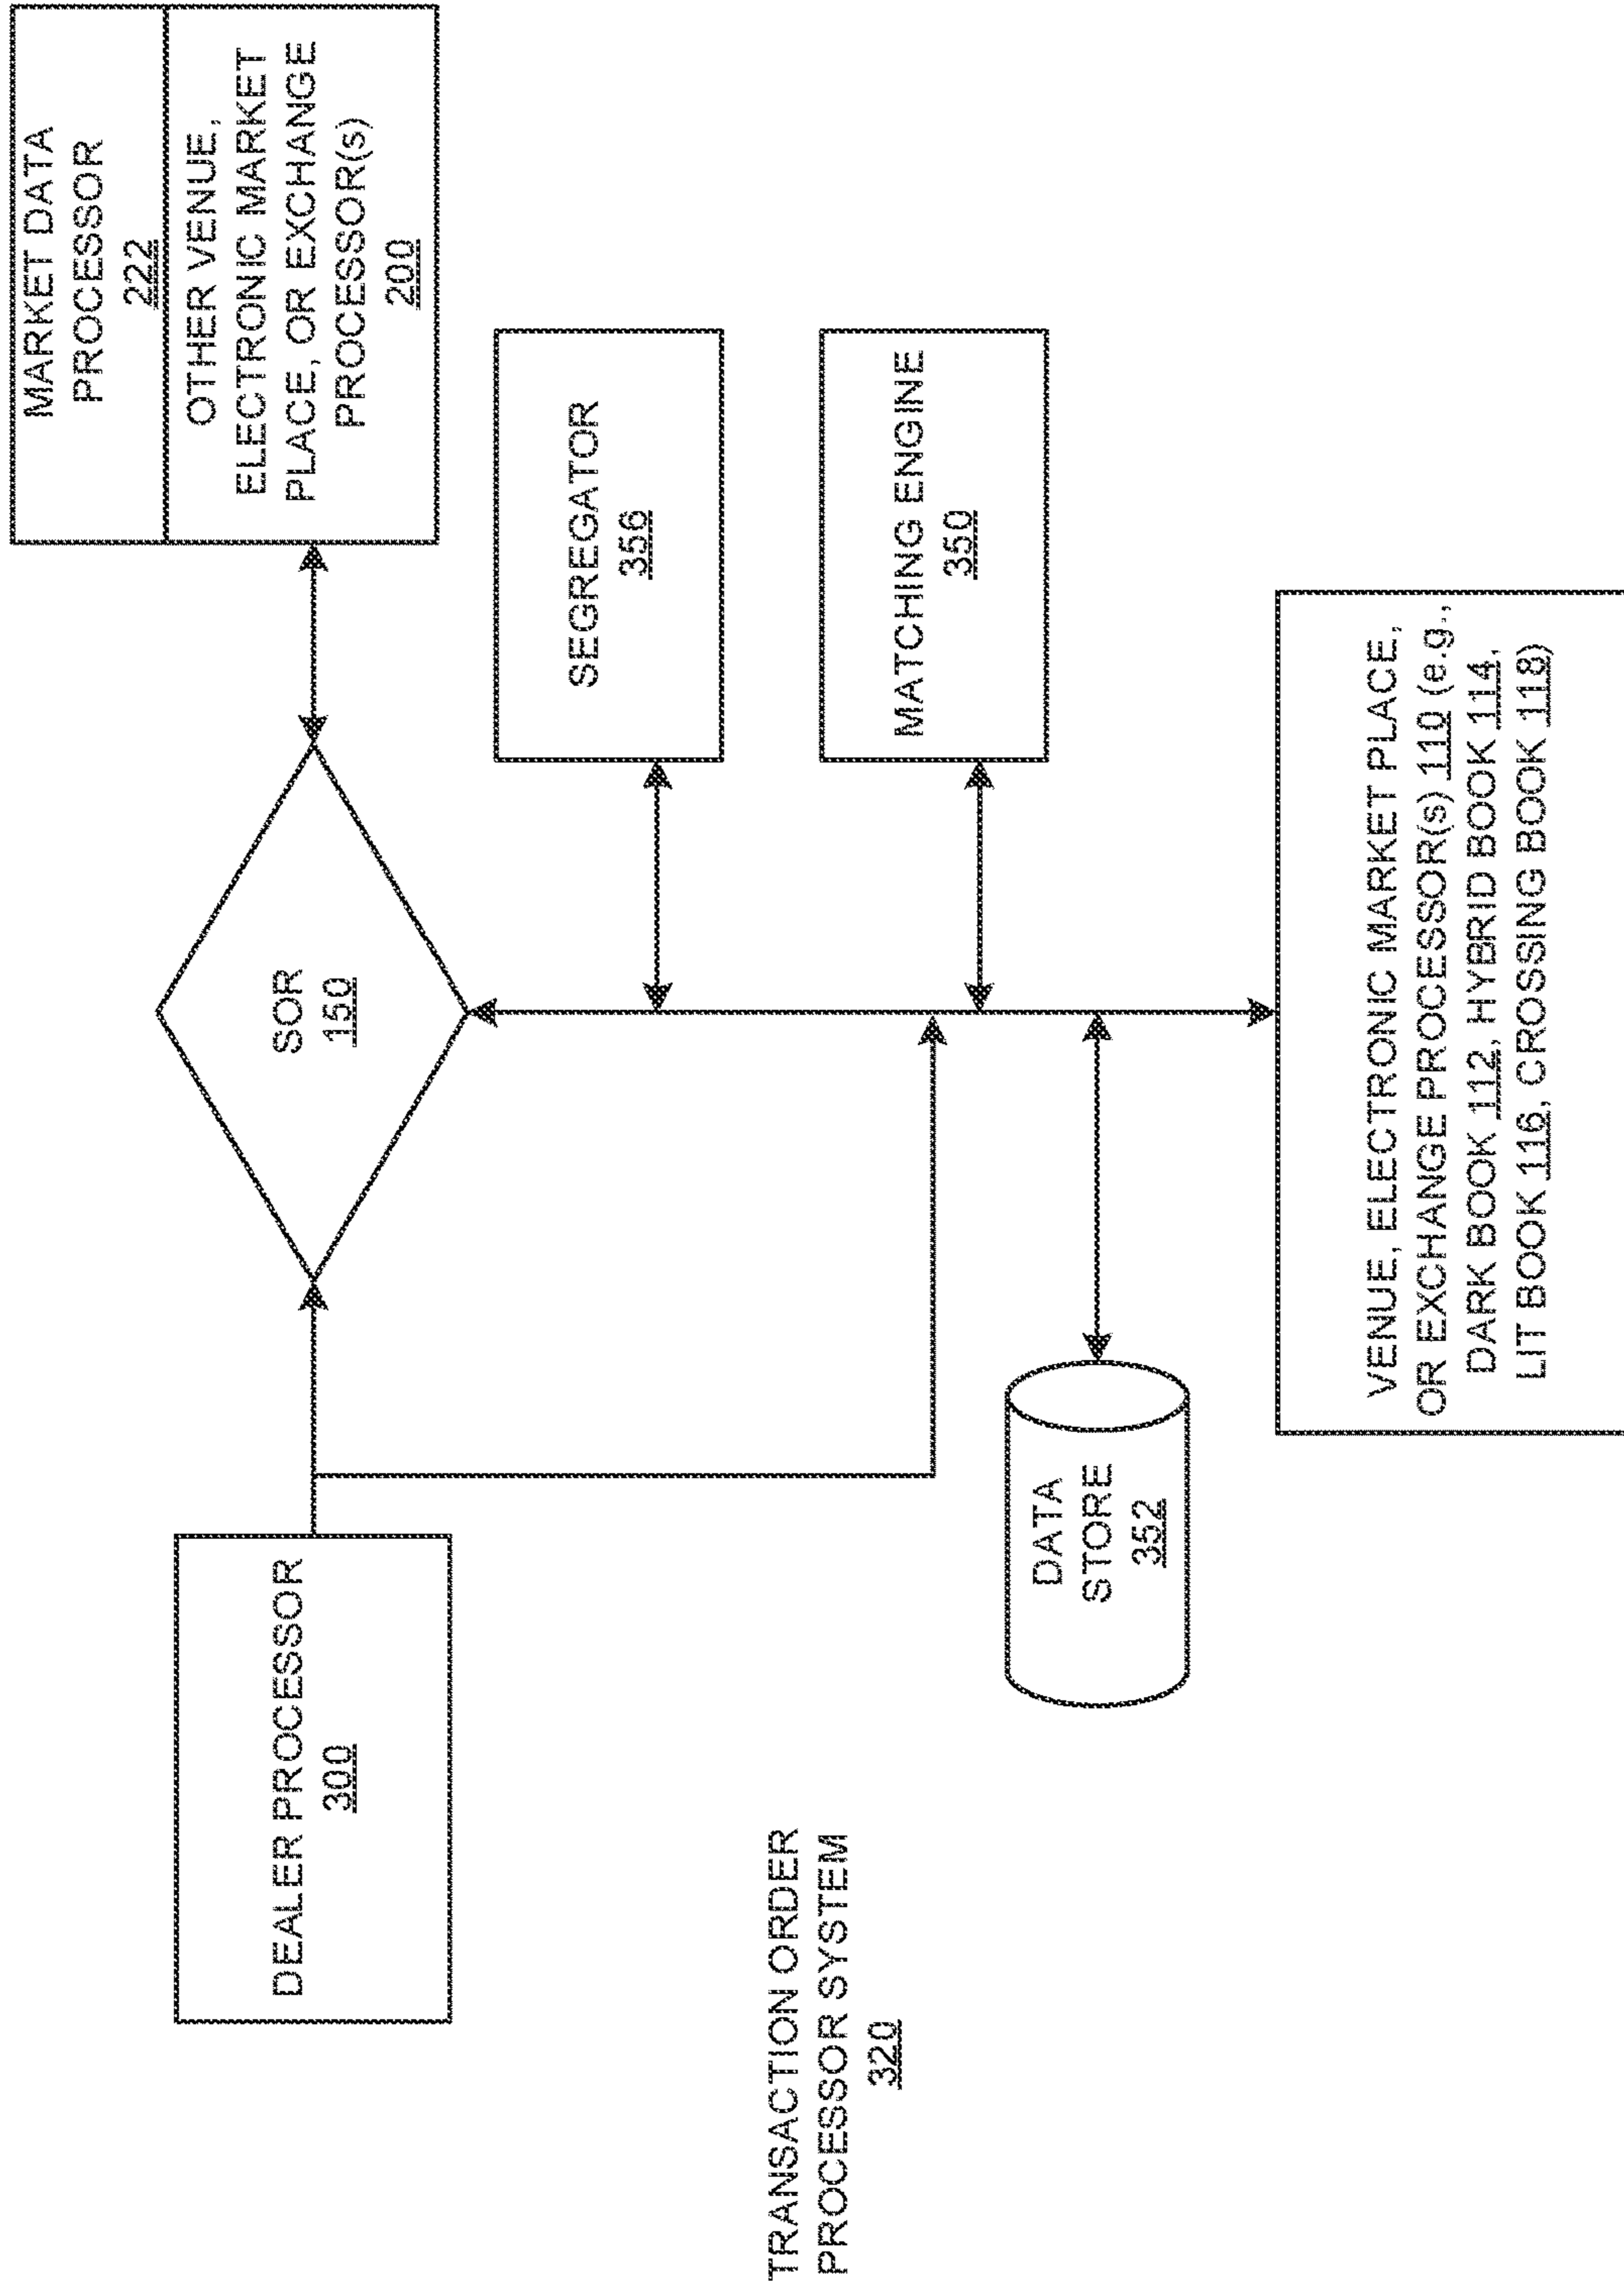 MARKET DATA
PROCESSOR
222
OTHER VENUE,
ELECTRONIC MARKET
PLACE, OR EXCHANGE
PROCESSOR(s)
200
DEALER PROCESSOR
300
SOR
150
SEGREGATOR
356
MATCHING ENGINE
350
DATA
STORE
352
TRANSACTION ORDER
PROCESSOR SYSTEM
320
VENUE, ELECTRONIC MARKET PLACE,
OR EXCHANGE PROCESSOR(s) 110 (e.g.,
DARK BOOK 112, HYBRID BOOK 114,
LIT BOOK 116, CROSSING BOOK 118)